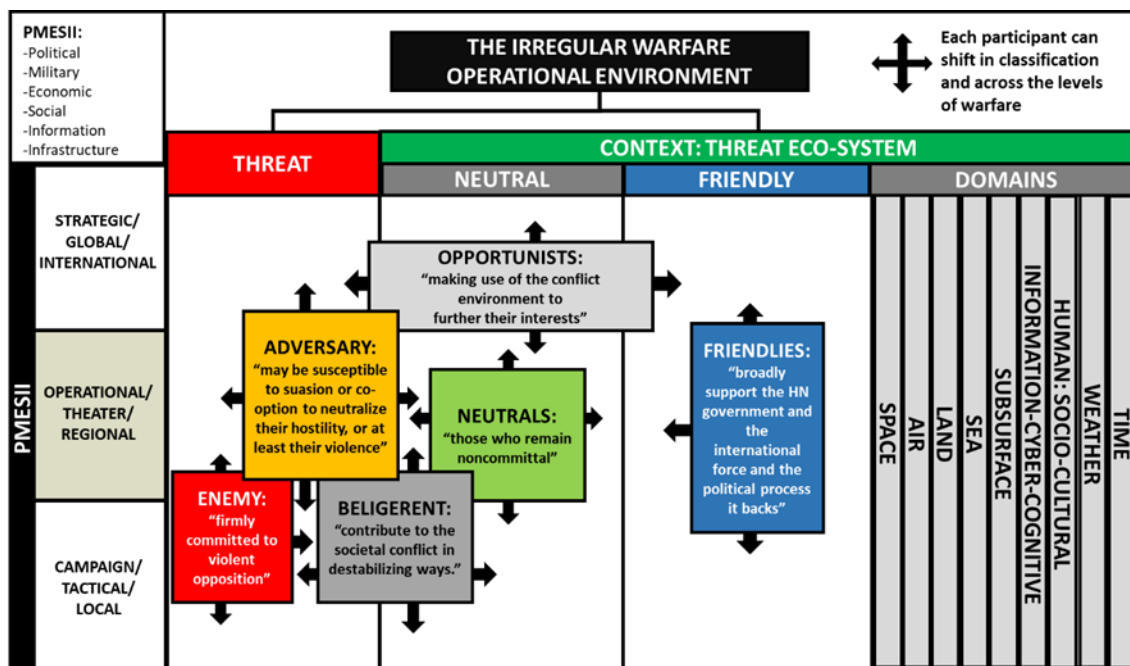 PMESII:
-Political
-Military
-Economic
-Social
-Information
-Infrastructure
THE IRREGULAR WARFARE
OPERATIONAL ENVIRONMENT
Each participant can
shift in classification
and across the levels
of warfare
THREAT
CONTEXT: THREAT ECO-SYSTEM
NEUTRAL
FRIENDLY
DOMAINS
PMESII
STRATEGIC/
GLOBAL/
INTERNATIONAL
OPERATIONAL/
THEATER/
REGIONAL
CAMPAIGN/
TACTICAL/
LOCAL
OPPORTUNISTS:
“making use of the conflict
environment to
further their interests”
ADVERSARY:
“may be susceptible
to suasion or co-
option to neutralize
their hostility, or at
least their violence”
NEUTRALS:
“those who remain
noncommittal”
FRIENDLIES:
“broadly
support the HN
government and
the
international
force and the
political process
it backs”
ENEMY:
“firmly
committed to
violent
opposition”
BELIGERENT:
“contribute to the
societal conflict in
destabilizing ways.”
SPACE
AIR
LAND
SEA
SUBSURFACE
INFORMATION-CYBER-COGNITIVE
HUMAN: SOCIO-CULTURAL
WEATHER
TIME